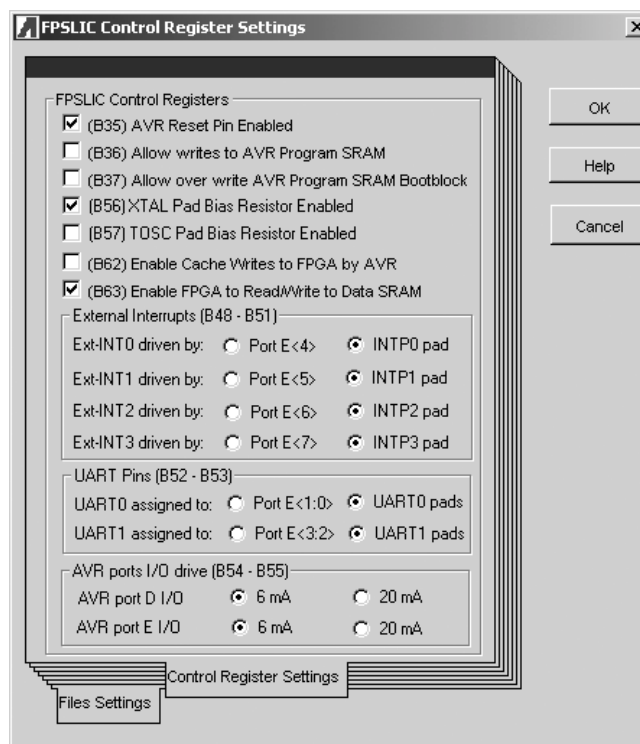 FPSLIC Control Register Settings
FPSLIC Control Registers
(B35) AVR Reset Pin Enabled
(B36) Allow writes to AVR Program SRAM
(B37) Allow over write AVR Program SRAM Bootblock
(B56) XTAL Pad Bias Resistor Enabled
(B57) TOSC Pad Bias Resistor Enabled
(B62) Enable Cache Writes to FPGA by AVR
(B63) Enable FPGA to Read/Write to Data SRAM
External Interrupts (B48 - B51)
Ext-INT0 driven by: Port E<4> INTP0 pad
Ext-INT1 driven by: Port E<5> INTP1 pad
Ext-INT2 driven by: Port E<6> INTP2 pad
Ext-INT3 driven by: Port E<7> INTP3 pad
UART Pins (B52 - B53)
UART0 assigned to: Port E<1:0> UART0 pads
UART1 assigned to: Port E<3:2> UART1 pads
AVR ports I/O drive (B54 - B55)
AVR port D I/O 6 mA 20 mA
AVR port E I/O 6 mA 20 mA
Control Register Settings
Files Settings
OK
Help
Cancel